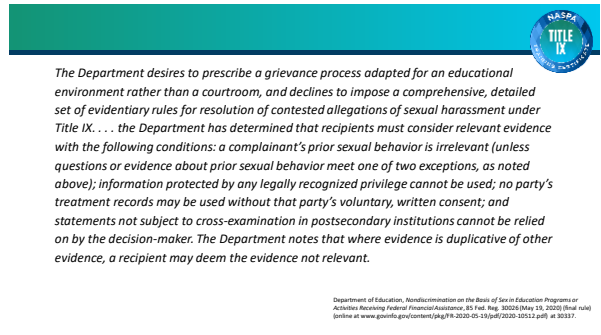 NASPA
TITLE
IX
TRAINING CERTIFICATE
The Department desires to prescribe a grievance process adapted for an educational
environment rather than a courtroom, and declines to impose a comprehensive, detailed
set of evidentiary rules for resolution of contested allegations of sexual harassment under
Title IX. . . . the Department has determined that recipients must consider relevant evidence
with the following conditions: a complainant’s prior sexual behavior is irrelevant (unless
questions or evidence about prior sexual behavior meet one of two exceptions, as noted
above); information protected by any legally recognized privilege cannot be used; no party’s
treatment records may be used without that party’s voluntary, written consent; and
statements not subject to cross-examination in postsecondary institutions cannot be relied
on by the decision-maker. The Department notes that where evidence is duplicative of other
evidence, a recipient may deem the evidence not relevant.
Department of Education, Nondiscrimination on the Basis of Sex in Education Programs or
Activities Receiving Federal Financial Assistance, 85 Fed. Reg. 30026 (May 19, 2020) (final rule)
(online at www.govinfo.gov/content/pkg/FR-2020-05-19/pdf/2020-10512.pdf) at 30337.